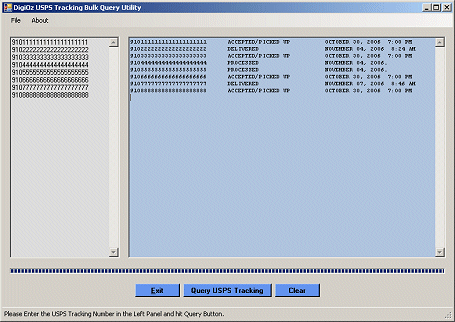 DigiOz USPS Tracking Bulk Query Utility
File About
9101111111111111111111
9102222222222222222222
9103333333333333333333
9104444444444444444444
9105555555555555555555
9106666666666666666666
9107777777777777777777
9108888888888888888888
9101111111111111111111 ACCEPTED/PICKED UP OCTOBER 30, 2006 7:00 PM
9102222222222222222222 DELIVERED NOVEMBER 04, 2006 8:24 AM
9103333333333333333333 ACCEPTED/PICKED UP OCTOBER 30, 2006 7:00 PM
9104444444444444444444 PROCESSED NOVEMBER 04, 2006.
9105555555555555555555 PROCESSED NOVEMBER 04, 2006.
9106666666666666666666 ACCEPTED/PICKED UP OCTOBER 30, 2006 7:00 PM
9107777777777777777777 DELIVERED NOVEMBER 07, 2006 8:46 AM
9108888888888888888888 ACCEPTED/PICKED UP OCTOBER 30, 2006 7:00 PM
Exit Query USPS Tracking Clear
Please Enter the USPS Tracking Number in the Left Panel and hit Query Button.